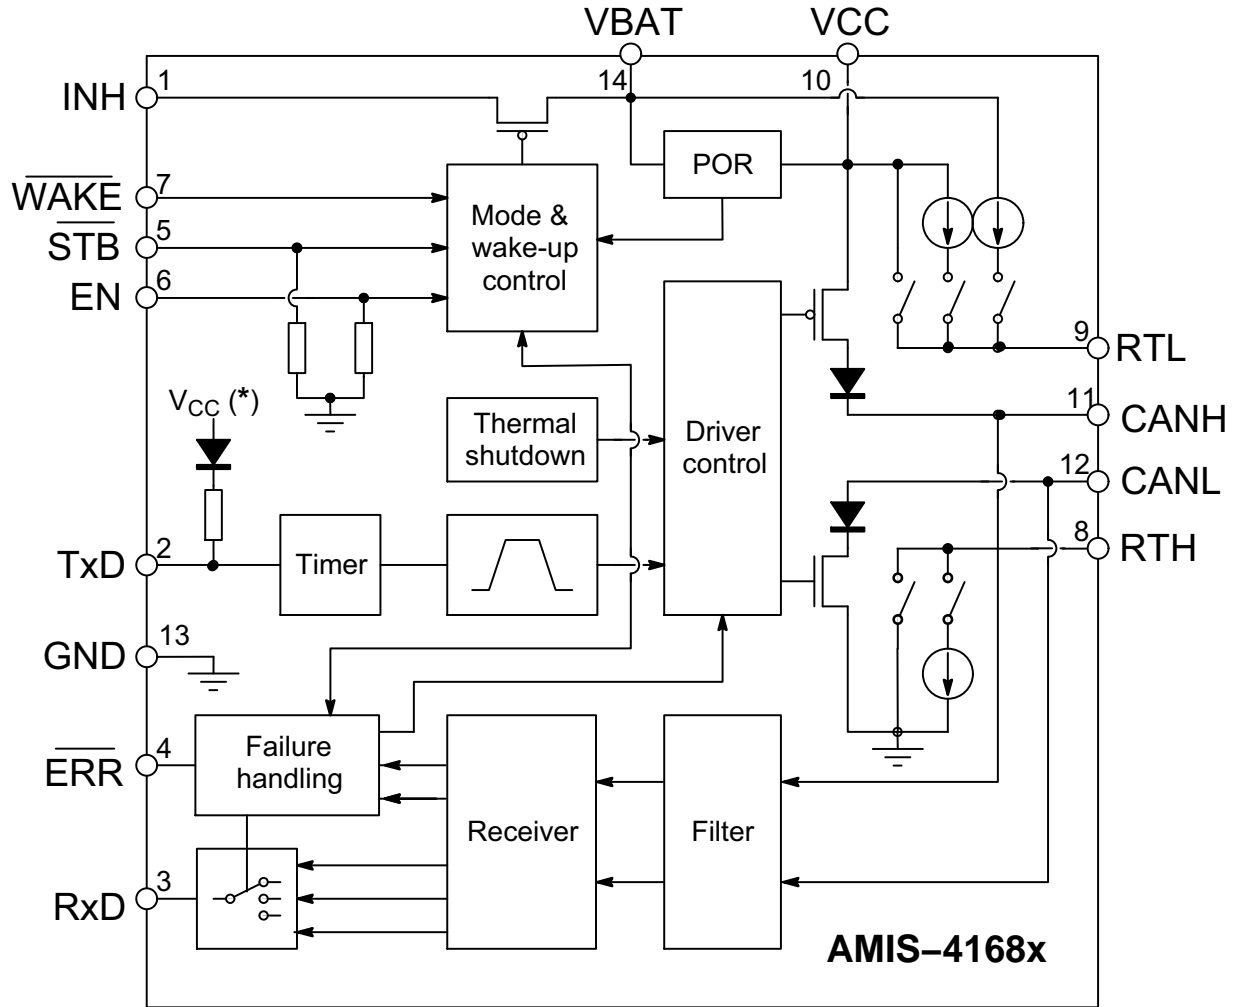 VBAT
VCC
INH
1
14
10
WAKE
7
POR
STB
5
Mode &
wake-up
control
EN
6
9
RTL
VCC (*)
Thermal
shutdown
Driver
control
11
CANH
12
CANL
TxD
2
Timer
8
RTH
GND
13
ERR
4
Failure
handling
Receiver
Filter
RxD
3
AMIS–4168x